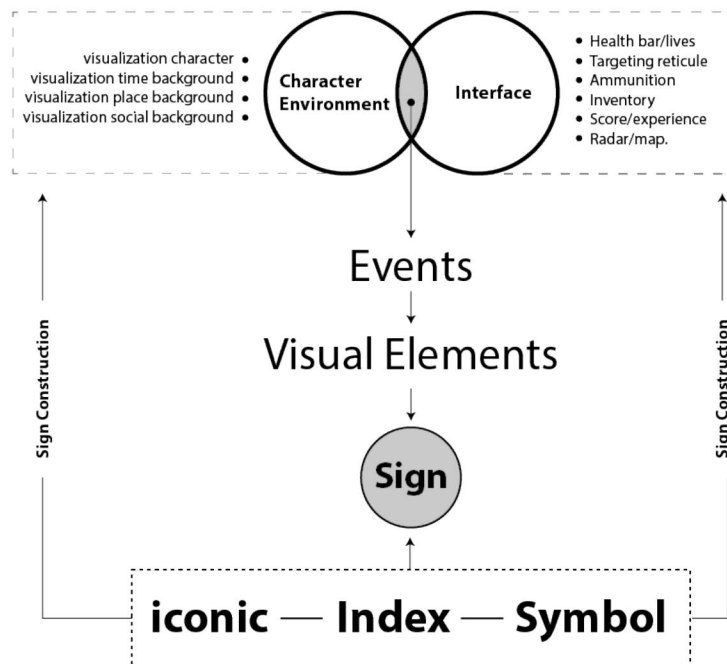 visualization character •
visualization time background •
visualization place background •
visualization social background •
Character
Environment
Interface
• Health bar/lives
• Targeting reticule
• Ammunition
• Inventory
• Score/experience
• Radar/map.
Events
Visual Elements
Sign Construction
Sign Construction
Sign
iconic — Index — Symbol